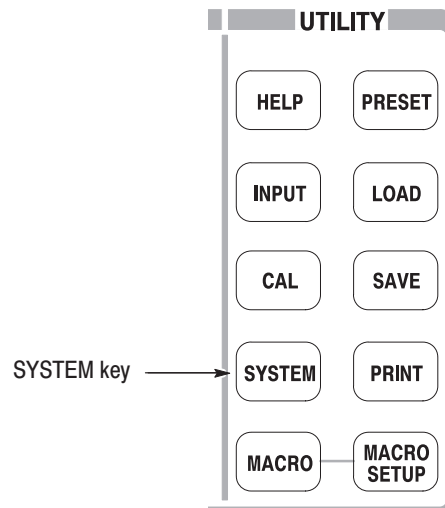 UTILITY
HELP PRESET
INPUT LOAD
CAL SAVE
SYSTEM key SYSTEM PRINT
MACRO MACRO
SETUP